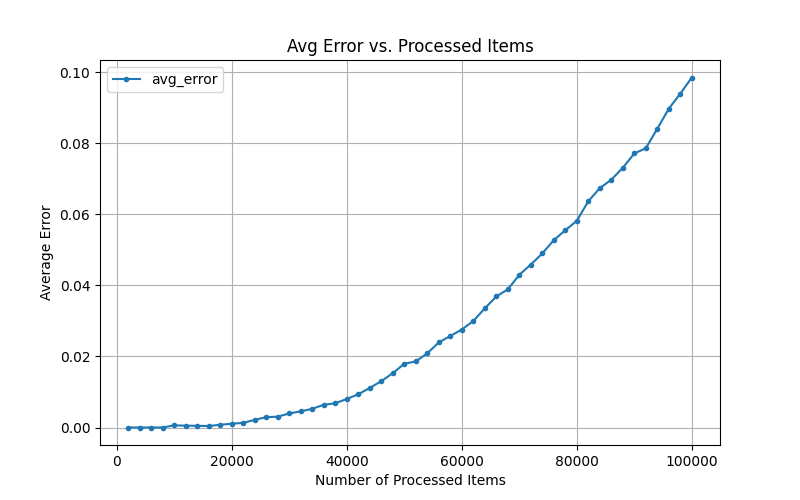 Avg Error vs. Processed Items
avg_error
0.10
0.08
0.06
0.04
0.02
0.00
Average Error
0 20000 40000 60000 80000 100000
Number of Processed Items